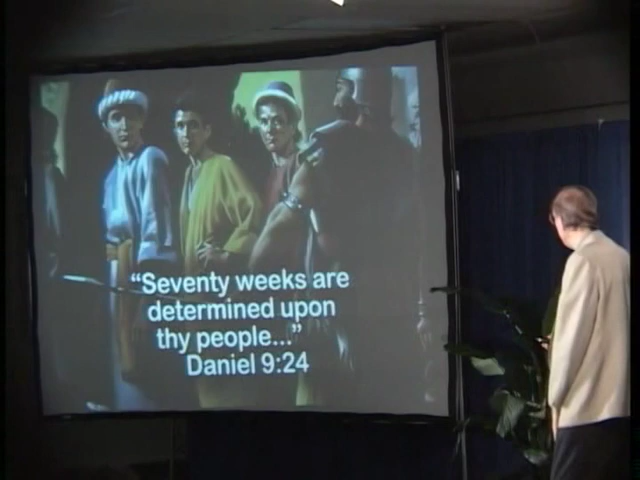 “Seventy weeks are
determined upon
thy people...”
Daniel 9:24